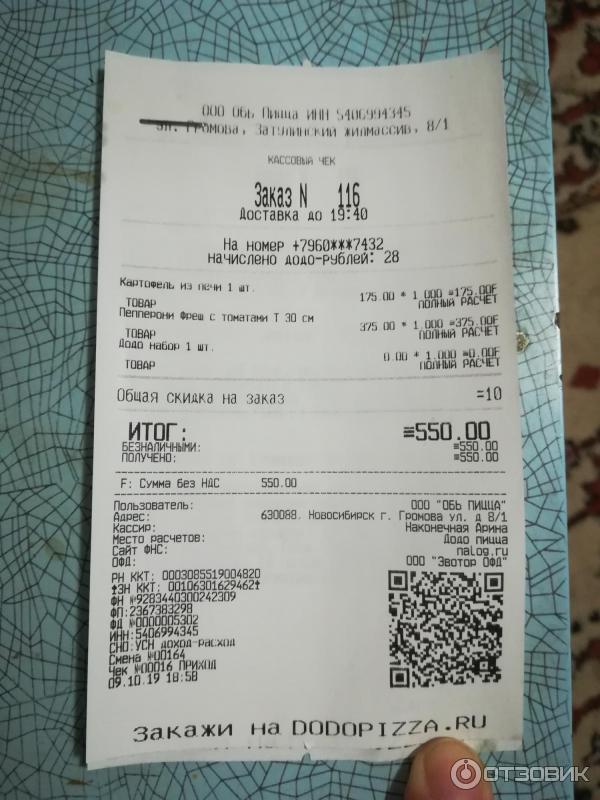 ООО ОБЬ Пицца ИНН 5406994345
ул. Громова, Затулинский жилмассив, 8/1
КАССОВЫЙ ЧЕК
Заказ N 116
Доставка до 19:40
На номер +7960***7432
начислено додо-рублей: 28
Картофель из печи 1 шт.
175.00 * 1.000 =175.00F
ТОВАР ПОЛНЫЙ РАСЧЕТ
Пепперони Фреш с томатами Т 30 см
375.00 * 1.000 =375.00F
ТОВАР ПОЛНЫЙ РАСЧЕТ
Додо набор 1 шт.
0.00 * 1.000 =0.00F
ТОВАР ПОЛНЫЙ РАСЧЕТ
Общая скидка на заказ =10
ИТОГ: =550.00
БЕЗНАЛИЧНЫМИ: =550.00
ПОЛУЧЕНО: =550.00
F: Сумма без НДС 550.00
Пользователь: ООО "ОБЬ ПИЦЦА"
Адрес: 630088, Новосибирск г, Громова ул, д 8/1
Кассир: Наконечная Арина
Место расчетов: Додо пицца
Сайт ФНС: nalog.ru
ОФД: ООО "Эвотор ОФД"
РН ККТ: 0003085519004820
ЗН ККТ: 00106301629462
ФН №9283440300242309
ФП:2367383298
ФД №0000005302
ИНН:5406994345
СНО:УСН доход-расход
Смена №00164
Чек №00016 ПРИХОД
09.10.19 18:58
Закажи на DODOPIZZA.RU
ОТЗОВИК